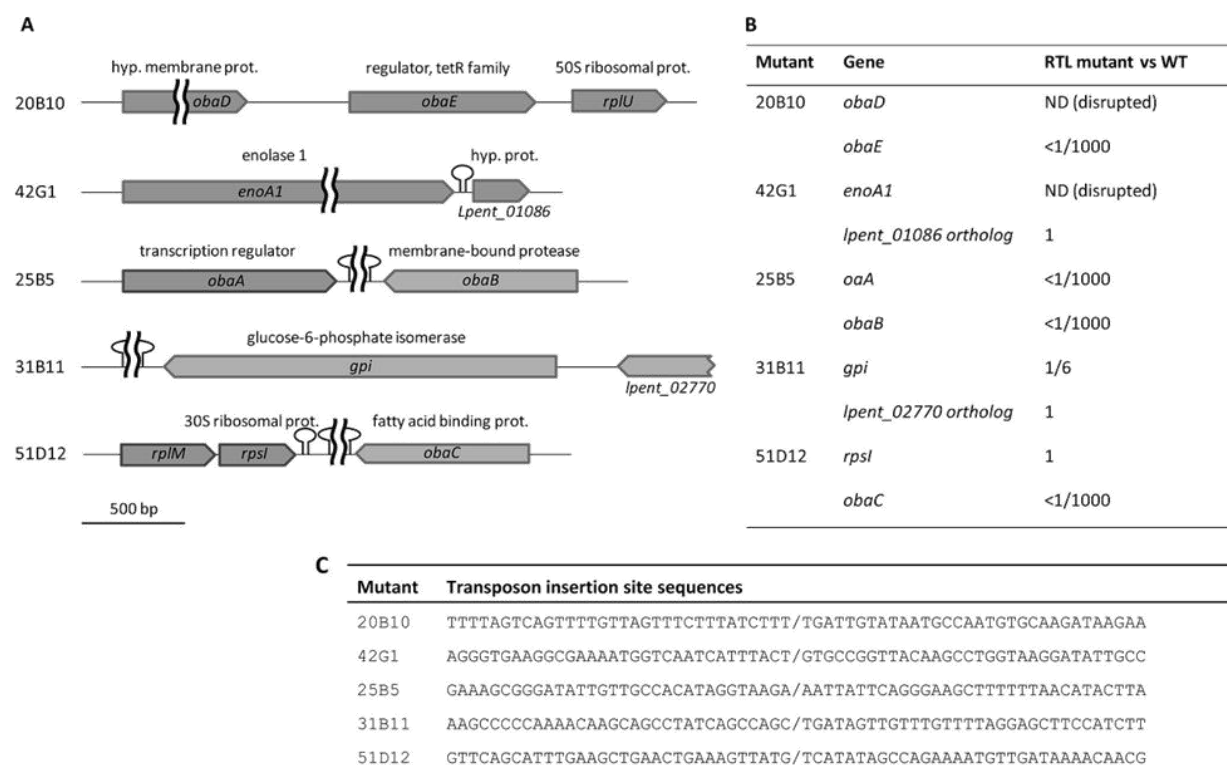 A
hyp. membrane prot. regulator, tetR family 50S ribosomal prot.
20B10 obaD obaE rplU
enolase 1 hyp. prot.
42G1 enoA1
Lpent_01086
transcription regulator membrane-bound protease
25B5 obaA obaB
glucose-6-phosphate isomerase
31B11 gpi
lpent_02770
30S ribosomal prot. fatty acid binding prot.
51D12 rplM rpsI obaC
500 bp
B
Mutant Gene RTL mutant vs WT
20B10 obaD ND (disrupted)
obaE <1/1000
42G1 enoA1 ND (disrupted)
lpent_01086 ortholog 1
25B5 oaA <1/1000
obaB <1/1000
31B11 gpi 1/6
lpent_02770 ortholog 1
51D12 rpsI 1
obaC <1/1000
C
Mutant Transposon insertion site sequences
20B10 TTTTAGTCAGTTTTGTTAGTTTCTTTATCTTT/TGATTGTATAATGCCAATGTGCAAGATAAGAA
42G1 AGGGTGAAGGCGAAAATGGTCAATCATTTACT/GTGCCGGTTACAAGCCTGGTAAGGATATTGCC
25B5 GAAAGCGGGATATTGTTGCCACATAGGTAAGA/AATTATTCAGGGAAGCTTTTTTAACATACTTA
31B11 AAGCCCCCAAAACAAGCAGCCTATCAGCCAGC/TGATAGTTGTTTGTTTTAGGAGCTTCCATCTT
51D12 GTTCAGCATTTGAAGCTGAACTGAAAGTTATG/TCATATAGCCAGAAAATGTTGATAAAACAACG